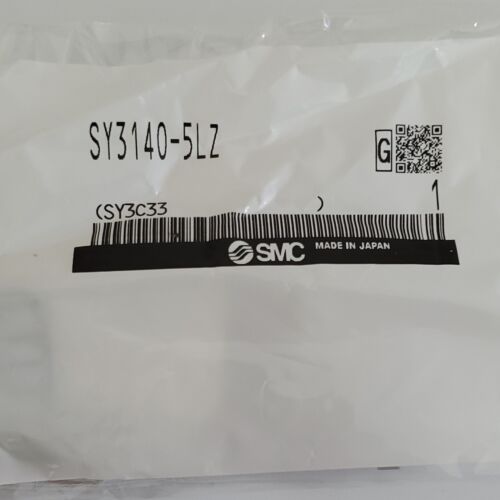 SY3140-5LZ
G
(SY3C33 ) 1
SMC MADE IN JAPAN